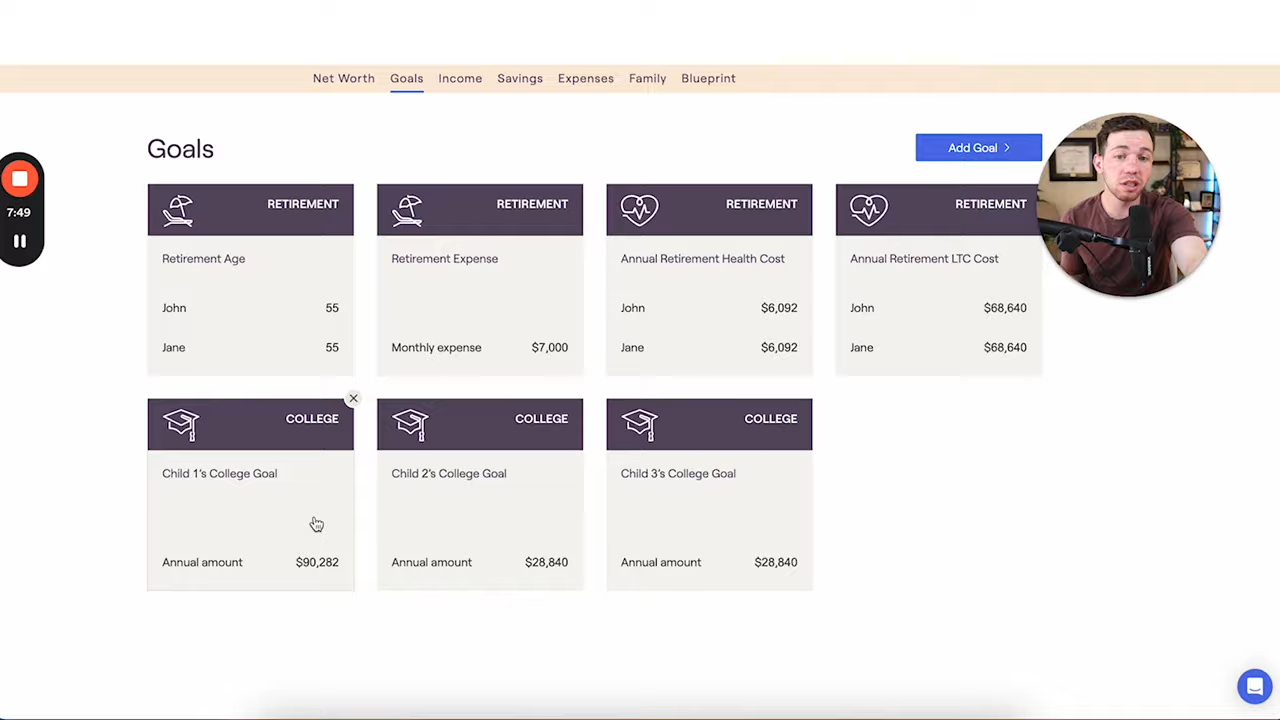 Net Worth Goals Income Savings Expenses Family Blueprint
Goals
Add Goal
7:49
RETIREMENT
Retirement Age
John 55
Jane 55
RETIREMENT
Retirement Expense
Monthly expense $7,000
RETIREMENT
Annual Retirement Health Cost
John $6,092
Jane $6,092
RETIREMENT
Annual Retirement LTC Cost
John $68,640
Jane $68,640
COLLEGE
Child 1's College Goal
Annual amount $90,282
COLLEGE
Child 2's College Goal
Annual amount $28,840
COLLEGE
Child 3's College Goal
Annual amount $28,840